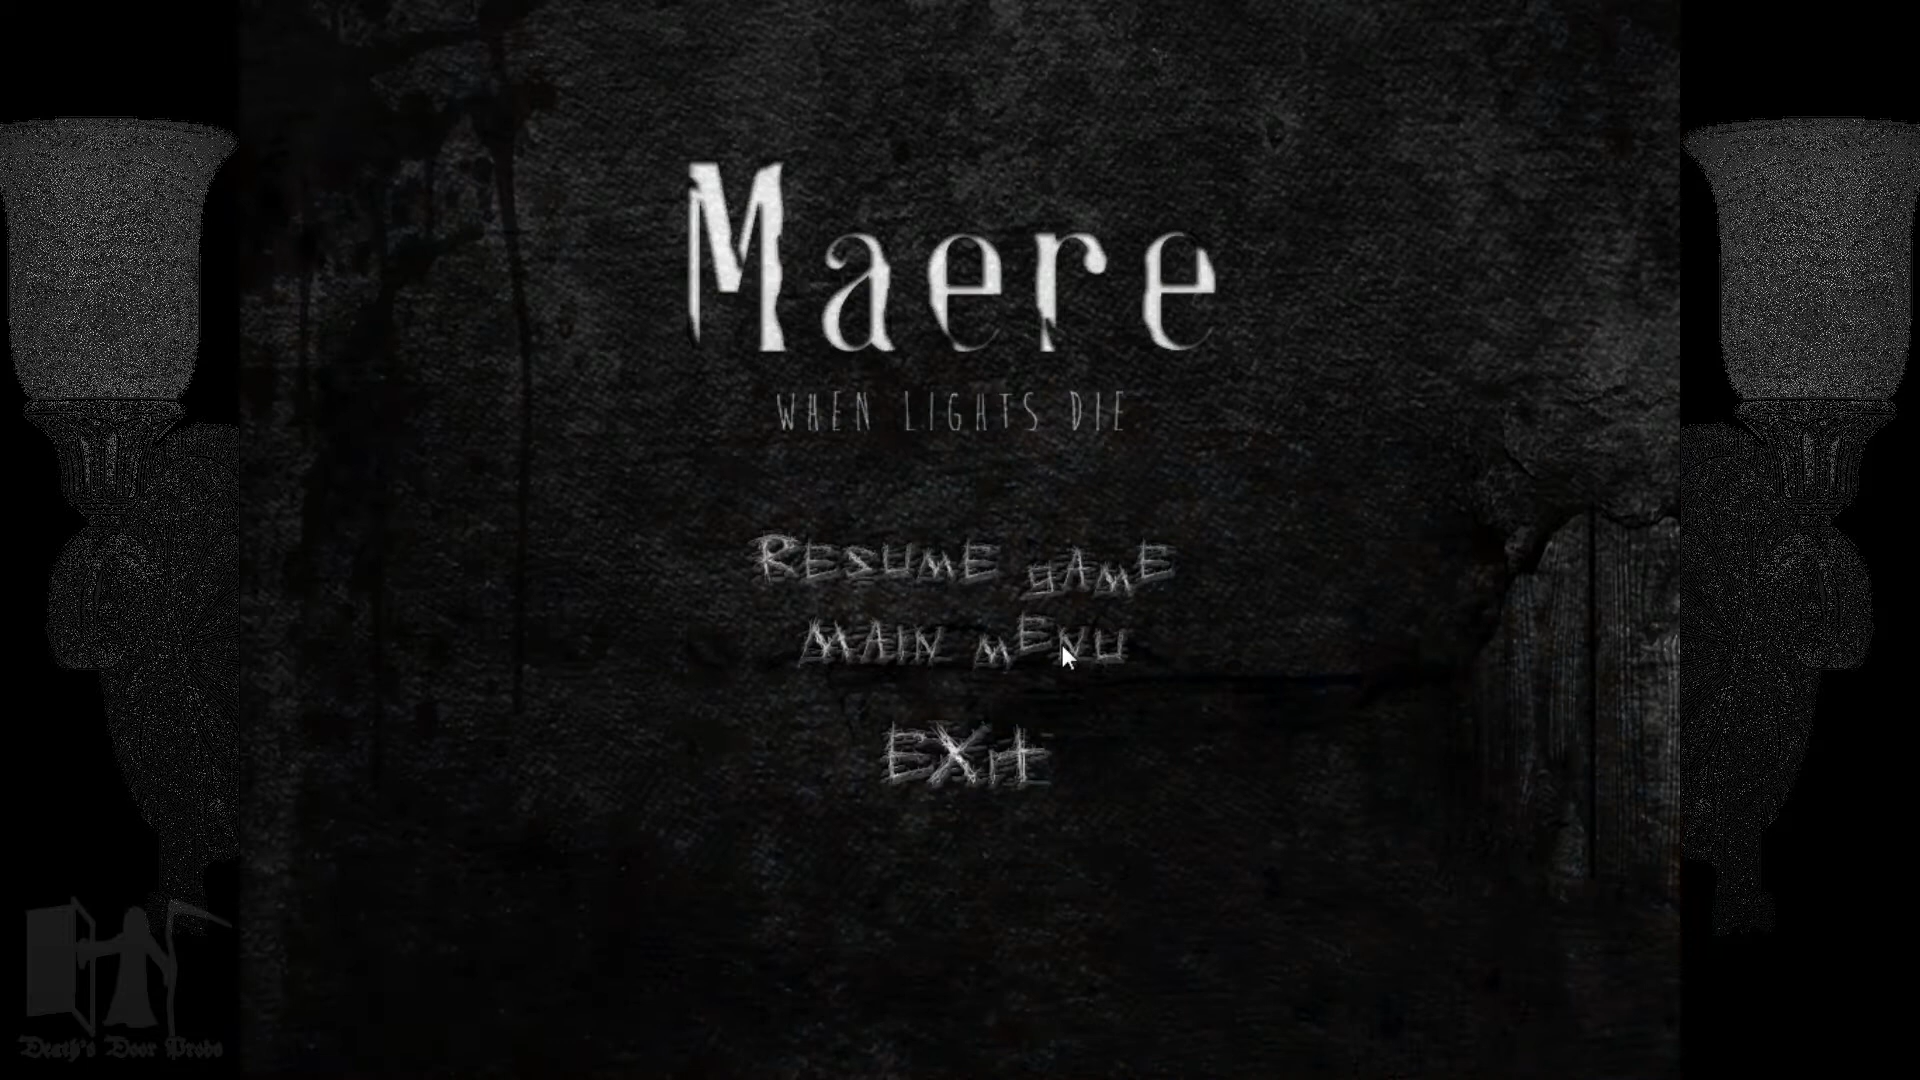 Maere
WHEN LIGHTS DIE
RESUME gAmE
MAIN mENU
EXit
Death's Door Prods